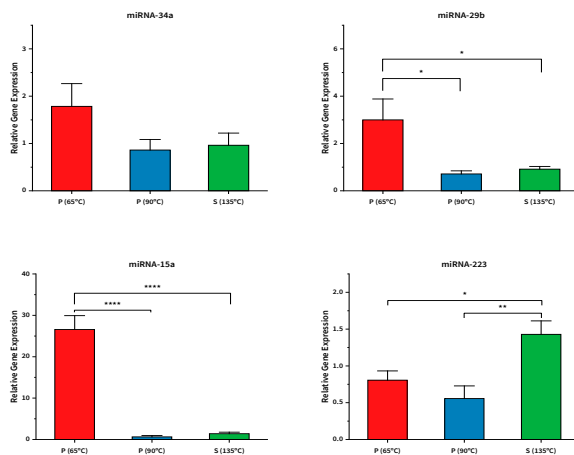 miRNA-34a
Relative Gene Expression
3
2
1
0
P (65°C)
P (90°C)
S (135°C)
miRNA-29b
Relative Gene Expression
6
4
2
0
*
*
P (65°C)
P (90°C)
S (135°C)
miRNA-15a
Relative Gene Expression
40
30
20
10
0
****
****
P (65°C)
P (90°C)
S (135°C)
miRNA-223
Relative Gene Expression
2.0
1.5
1.0
0.5
0.0
*
**
P (65°C)
P (90°C)
S (135°C)